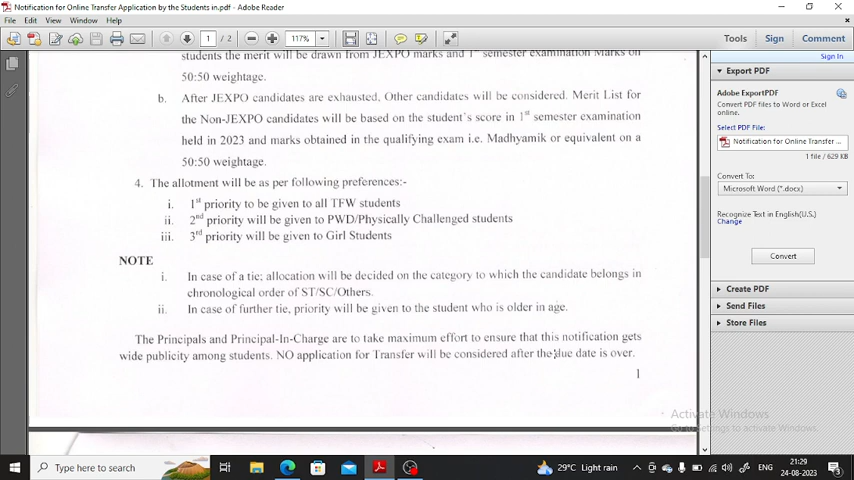 Notification for Online Transfer Application by the Students in.pdf - Adobe Reader
File Edit View Window Help
1 / 2 117% Tools Sign Comment
students the merit will be drawn from JEXPO marks and 1st semester examination Marks on
50:50 weightage.
b. After JEXPO candidates are exhausted, Other candidates will be considered. Merit List for
the Non-JEXPO candidates will be based on the student's score in 1st semester examination
held in 2023 and marks obtained in the qualifying exam i.e. Madhyamik or equivalent on a
50:50 weightage.
4. The allotment will be as per following preferences:-
i. 1st priority to be given to all TFW students
ii. 2nd priority will be given to PWD/Physically Challenged students
iii. 3rd priority will be given to Girl Students
NOTE
i. In case of a tie; allocation will be decided on the category to which the candidate belongs in
chronological order of ST/SC/Others.
ii. In case of further tie, priority will be given to the student who is older in age.
The Principals and Principal-In-Charge are to take maximum effort to ensure that this notification gets
wide publicity among students. NO application for Transfer will be considered after the due date is over.
1
Sign In
Export PDF
Adobe ExportPDF
Convert PDF files to Word or Excel
online.
Select PDF File:
Notification for Online Transfer ...
1 file / 629 KB
Convert To:
Microsoft Word (*.docx)
Recognize Text in English(U.S.)
Change
Convert
Create PDF
Send Files
Store Files
Activate Windows
Go to Settings to activate Windows.
Type here to search
29°C Light rain
ENG
21:29
24-08-2023
3